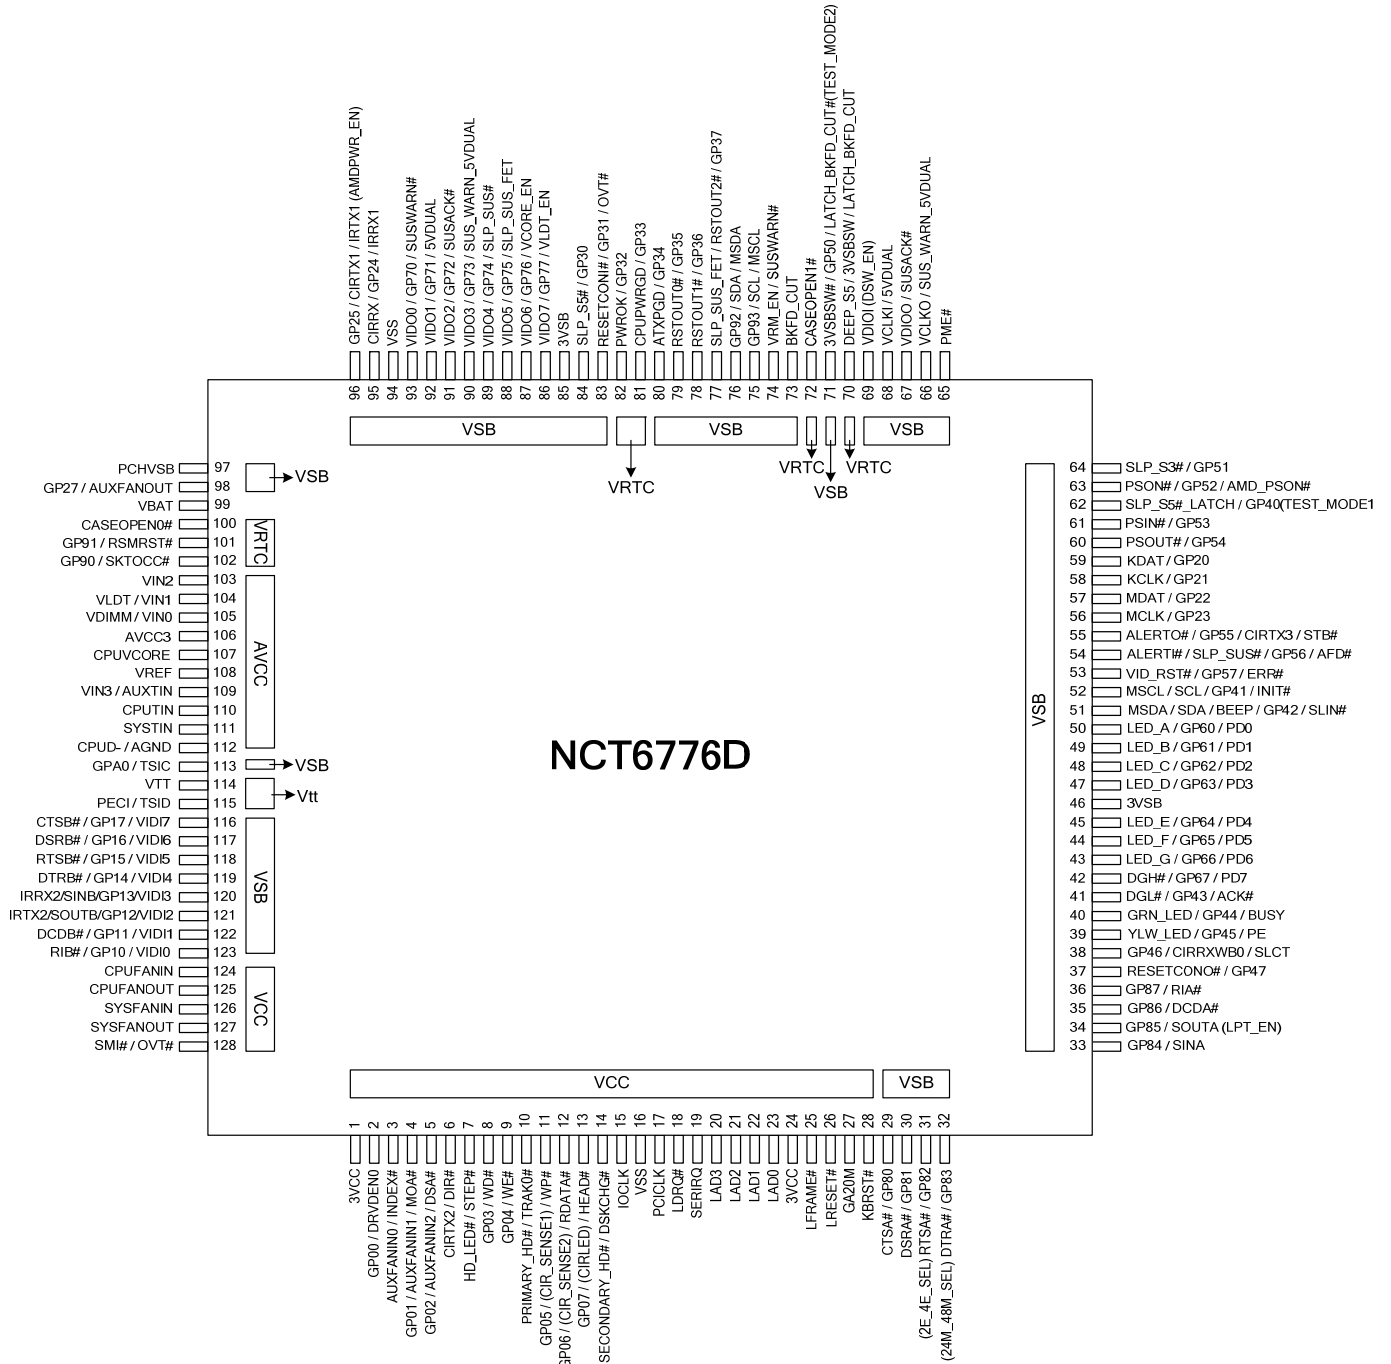 GP25 / CIRTX1 / IRTX1 (AMDPWR_EN)
CIRRX / GP24 / IRRX1
VSS
VIDO0 / GP70 / SUSWARN#
VIDO1 / GP71 / 5VDUAL
VIDO2 / GP72 / SUSACK#
VIDO3 / GP73 / SUS_WARN_5VDUAL
VIDO4 / GP74 / SLP_SUS#
VIDO5 / GP75 / SLP_SUS_FET
VIDO6 / GP76 / VCORE_EN
VIDO7 / GP77 / VLDT_EN
3VSB
SLP_S5# / GP30
RESETCONI# / GP31 / OVT#
PWROK / GP32
CPUPWRGD / GP33
ATXPGD / GP34
RSTOUT0# / GP35
RSTOUT1# / GP36
SLP_SUS_FET / RSTOUT2# / GP37
GP92 / SDA / MSDA
GP93 / SCL / MSCL
VRM_EN / SUSWARN#
BKFD_CUT
CASEOPEN1#
3VSBSW# / GP50 / LATCH_BKFD_CUT#(TEST_MODE2)
DEEP_S5 / 3VSBSW / LATCH_BKFD_CUT
VDIOI (DSW_EN)
VCLKI / 5VDUAL
VDIOO / SUSACK#
VCLKO / SUS_WARN_5VDUAL
PME#
96
95
94
93
92
91
90
89
88
87
86
85
84
83
82
81
80
79
78
77
76
75
74
73
72
71
70
69
68
67
66
65
VSB
VSB
VSB
VRTC
VRTC
VSB
VRTC
PCHVSB 97
GP27 / AUXFANOUT 98
VSB
VBAT 99
CASEOPEN0# 100
GP91 / RSMRST# 101
GP90 / SKTOCC# 102
VRTC
VIN2 103
VLDT / VIN1 104
VDIMM / VIN0 105
AVCC3 106
CPUVCORE 107
VREF 108
VIN3 / AUXTIN 109
CPUTIN 110
SYSTIN 111
CPUD- / AGND 112
AVCC
GPA0 / TSIC 113
VSB
VTT 114
PECI / TSID 115
Vtt
CTSB# / GP17 / VIDI7 116
DSRB# / GP16 / VIDI6 117
RTSB# / GP15 / VIDI5 118
DTRB# / GP14 / VIDI4 119
IRRX2/SINB/GP13/VIDI3 120
IRTX2/SOUTB/GP12/VIDI2 121
DCDB# / GP11 / VIDI1 122
RIB# / GP10 / VIDI0 123
VSB
CPUFANIN 124
CPUFANOUT 125
SYSFANIN 126
SYSFANOUT 127
SMI# / OVT# 128
VCC
NCT6776D
VSB
64 SLP_S3# / GP51
63 PSON# / GP52 / AMD_PSON#
62 SLP_S5#_LATCH / GP40(TEST_MODE1
61 PSIN# / GP53
60 PSOUT# / GP54
59 KDAT / GP20
58 KCLK / GP21
57 MDAT / GP22
56 MCLK / GP23
55 ALERTO# / GP55 / CIRTX3 / STB#
54 ALERTI# / SLP_SUS# / GP56 / AFD#
53 VID_RST# / GP57 / ERR#
52 MSCL / SCL / GP41 / INIT#
51 MSDA / SDA / BEEP / GP42 / SLIN#
50 LED_A / GP60 / PD0
49 LED_B / GP61 / PD1
48 LED_C / GP62 / PD2
47 LED_D / GP63 / PD3
46 3VSB
45 LED_E / GP64 / PD4
44 LED_F / GP65 / PD5
43 LED_G / GP66 / PD6
42 DGH# / GP67 / PD7
41 DGL# / GP43 / ACK#
40 GRN_LED / GP44 / BUSY
39 YLW_LED / GP45 / PE
38 GP46 / CIRRXWB0 / SLCT
37 RESETCONO# / GP47
36 GP87 / RIA#
35 GP86 / DCDA#
34 GP85 / SOUTA (LPT_EN)
33 GP84 / SINA
VCC
VSB
1
2
3
4
5
6
7
8
9
10
11
12
13
14
15
16
17
18
19
20
21
22
23
24
25
26
27
28
29
30
31
32
3VCC
GP00 / DRVDEN0
AUXFANIN0 / INDEX#
GP01 / AUXFANIN1 / MOA#
GP02 / AUXFANIN2 / DSA#
CIRTX2 / DIR#
HD_LED# / STEP#
GP03 / WD#
GP04 / WE#
PRIMARY_HD# / TRAK0#
GP05 / (CIR_SENSE1) / WP#
GP06 / (CIR_SENSE2) / RDATA#
GP07 / (CIRLED) / HEAD#
SECONDARY_HD# / DSKCHG#
IOCLK
VSS
PCICLK
LDRQ#
SERIRQ
LAD3
LAD2
LAD1
LAD0
3VCC
LFRAME#
LRESET#
GA20M
KBRST#
CTSA# / GP80
DSRA# / GP81
(2E_4E_SEL) RTSA# / GP82
(24M_48M_SEL) DTRA# / GP83